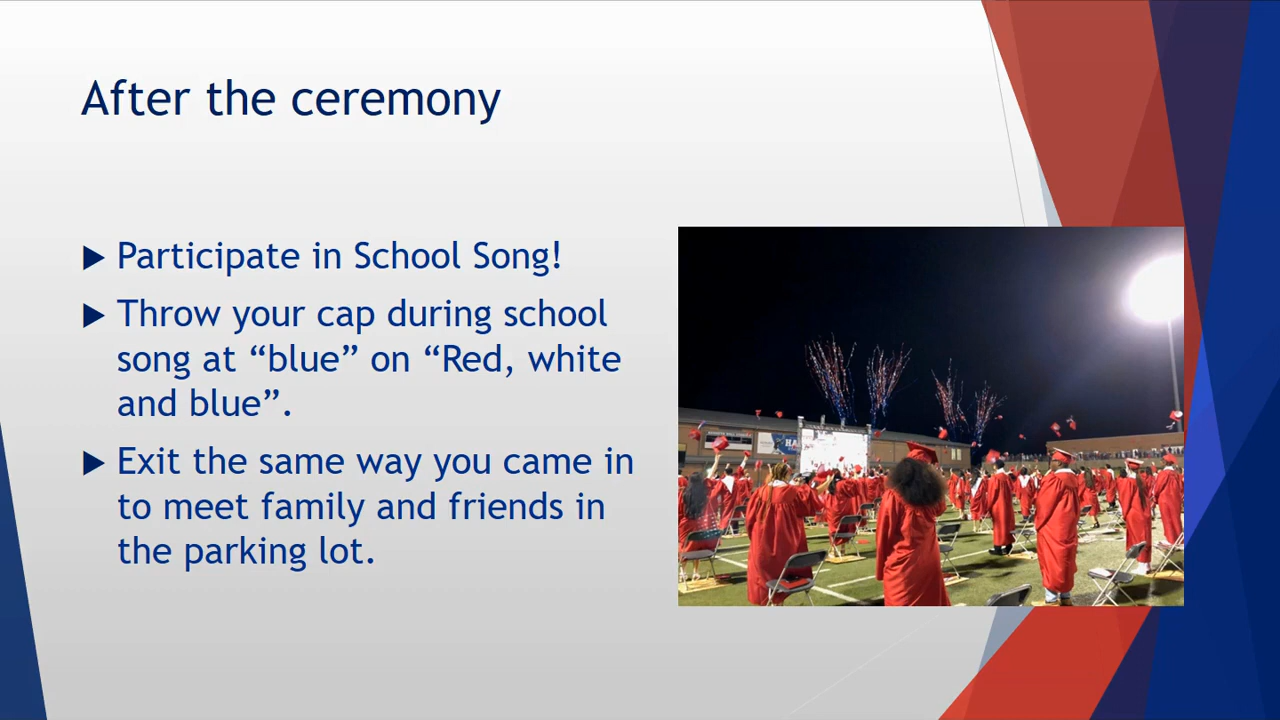 After the ceremony
Participate in School Song!
Throw your cap during school
song at “blue” on “Red, white
and blue”.
Exit the same way you came in
to meet family and friends in
the parking lot.